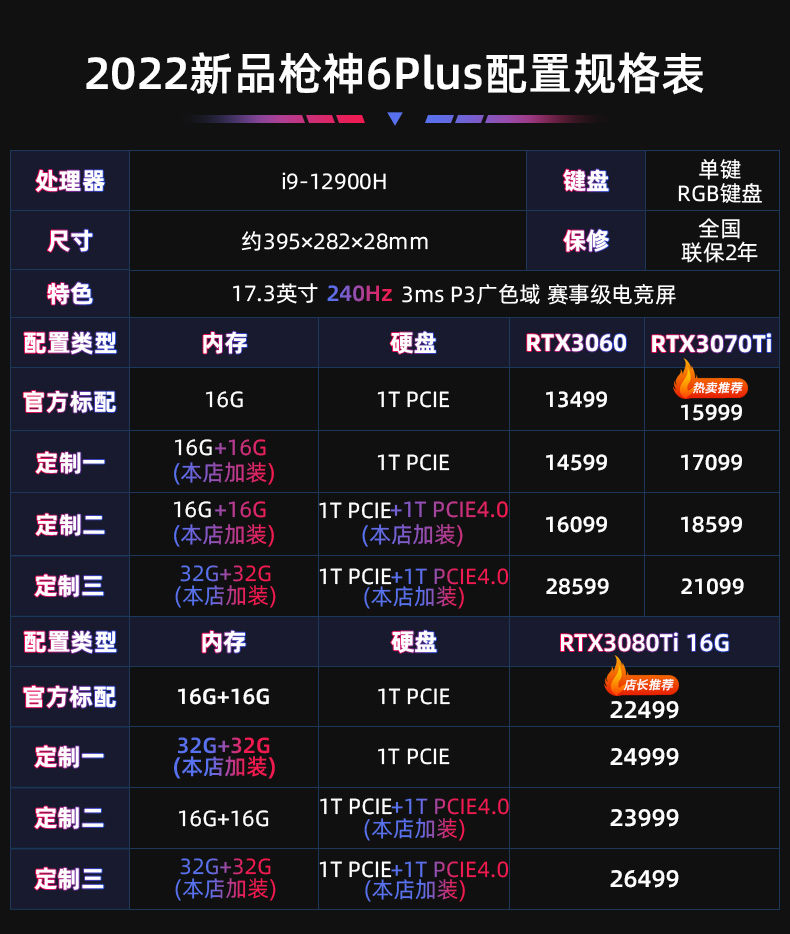 2022新品枪神6Plus配置规格表
处理器 i9-12900H 键盘 单键
RGB键盘
尺寸 约395×282×28mm 保修 全国
联保2年
特色 17.3英寸 240Hz 3ms P3广色域 赛事级电竞屏
配置类型 内存 硬盘 RTX3060 RTX3070Ti
热卖推荐
官方标配 16G 1T PCIE 13499 15999
定制一 16G+16G 1T PCIE 14599 17099
(本店加装)
定制二 16G+16G 1T PCIE+1T PCIE4.0 16099 18599
(本店加装) (本店加装)
定制三 32G+32G 1T PCIE+1T PCIE4.0 28599 21099
(本店加装) (本店加装)
配置类型 内存 硬盘 RTX3080Ti 16G
店长推荐
官方标配 16G+16G 1T PCIE 22499
定制一 32G+32G 1T PCIE 24999
(本店加装)
定制二 16G+16G 1T PCIE+1T PCIE4.0 23999
(本店加装)
定制三 32G+32G 1T PCIE+1T PCIE4.0 26499
(本店加装) (本店加装)